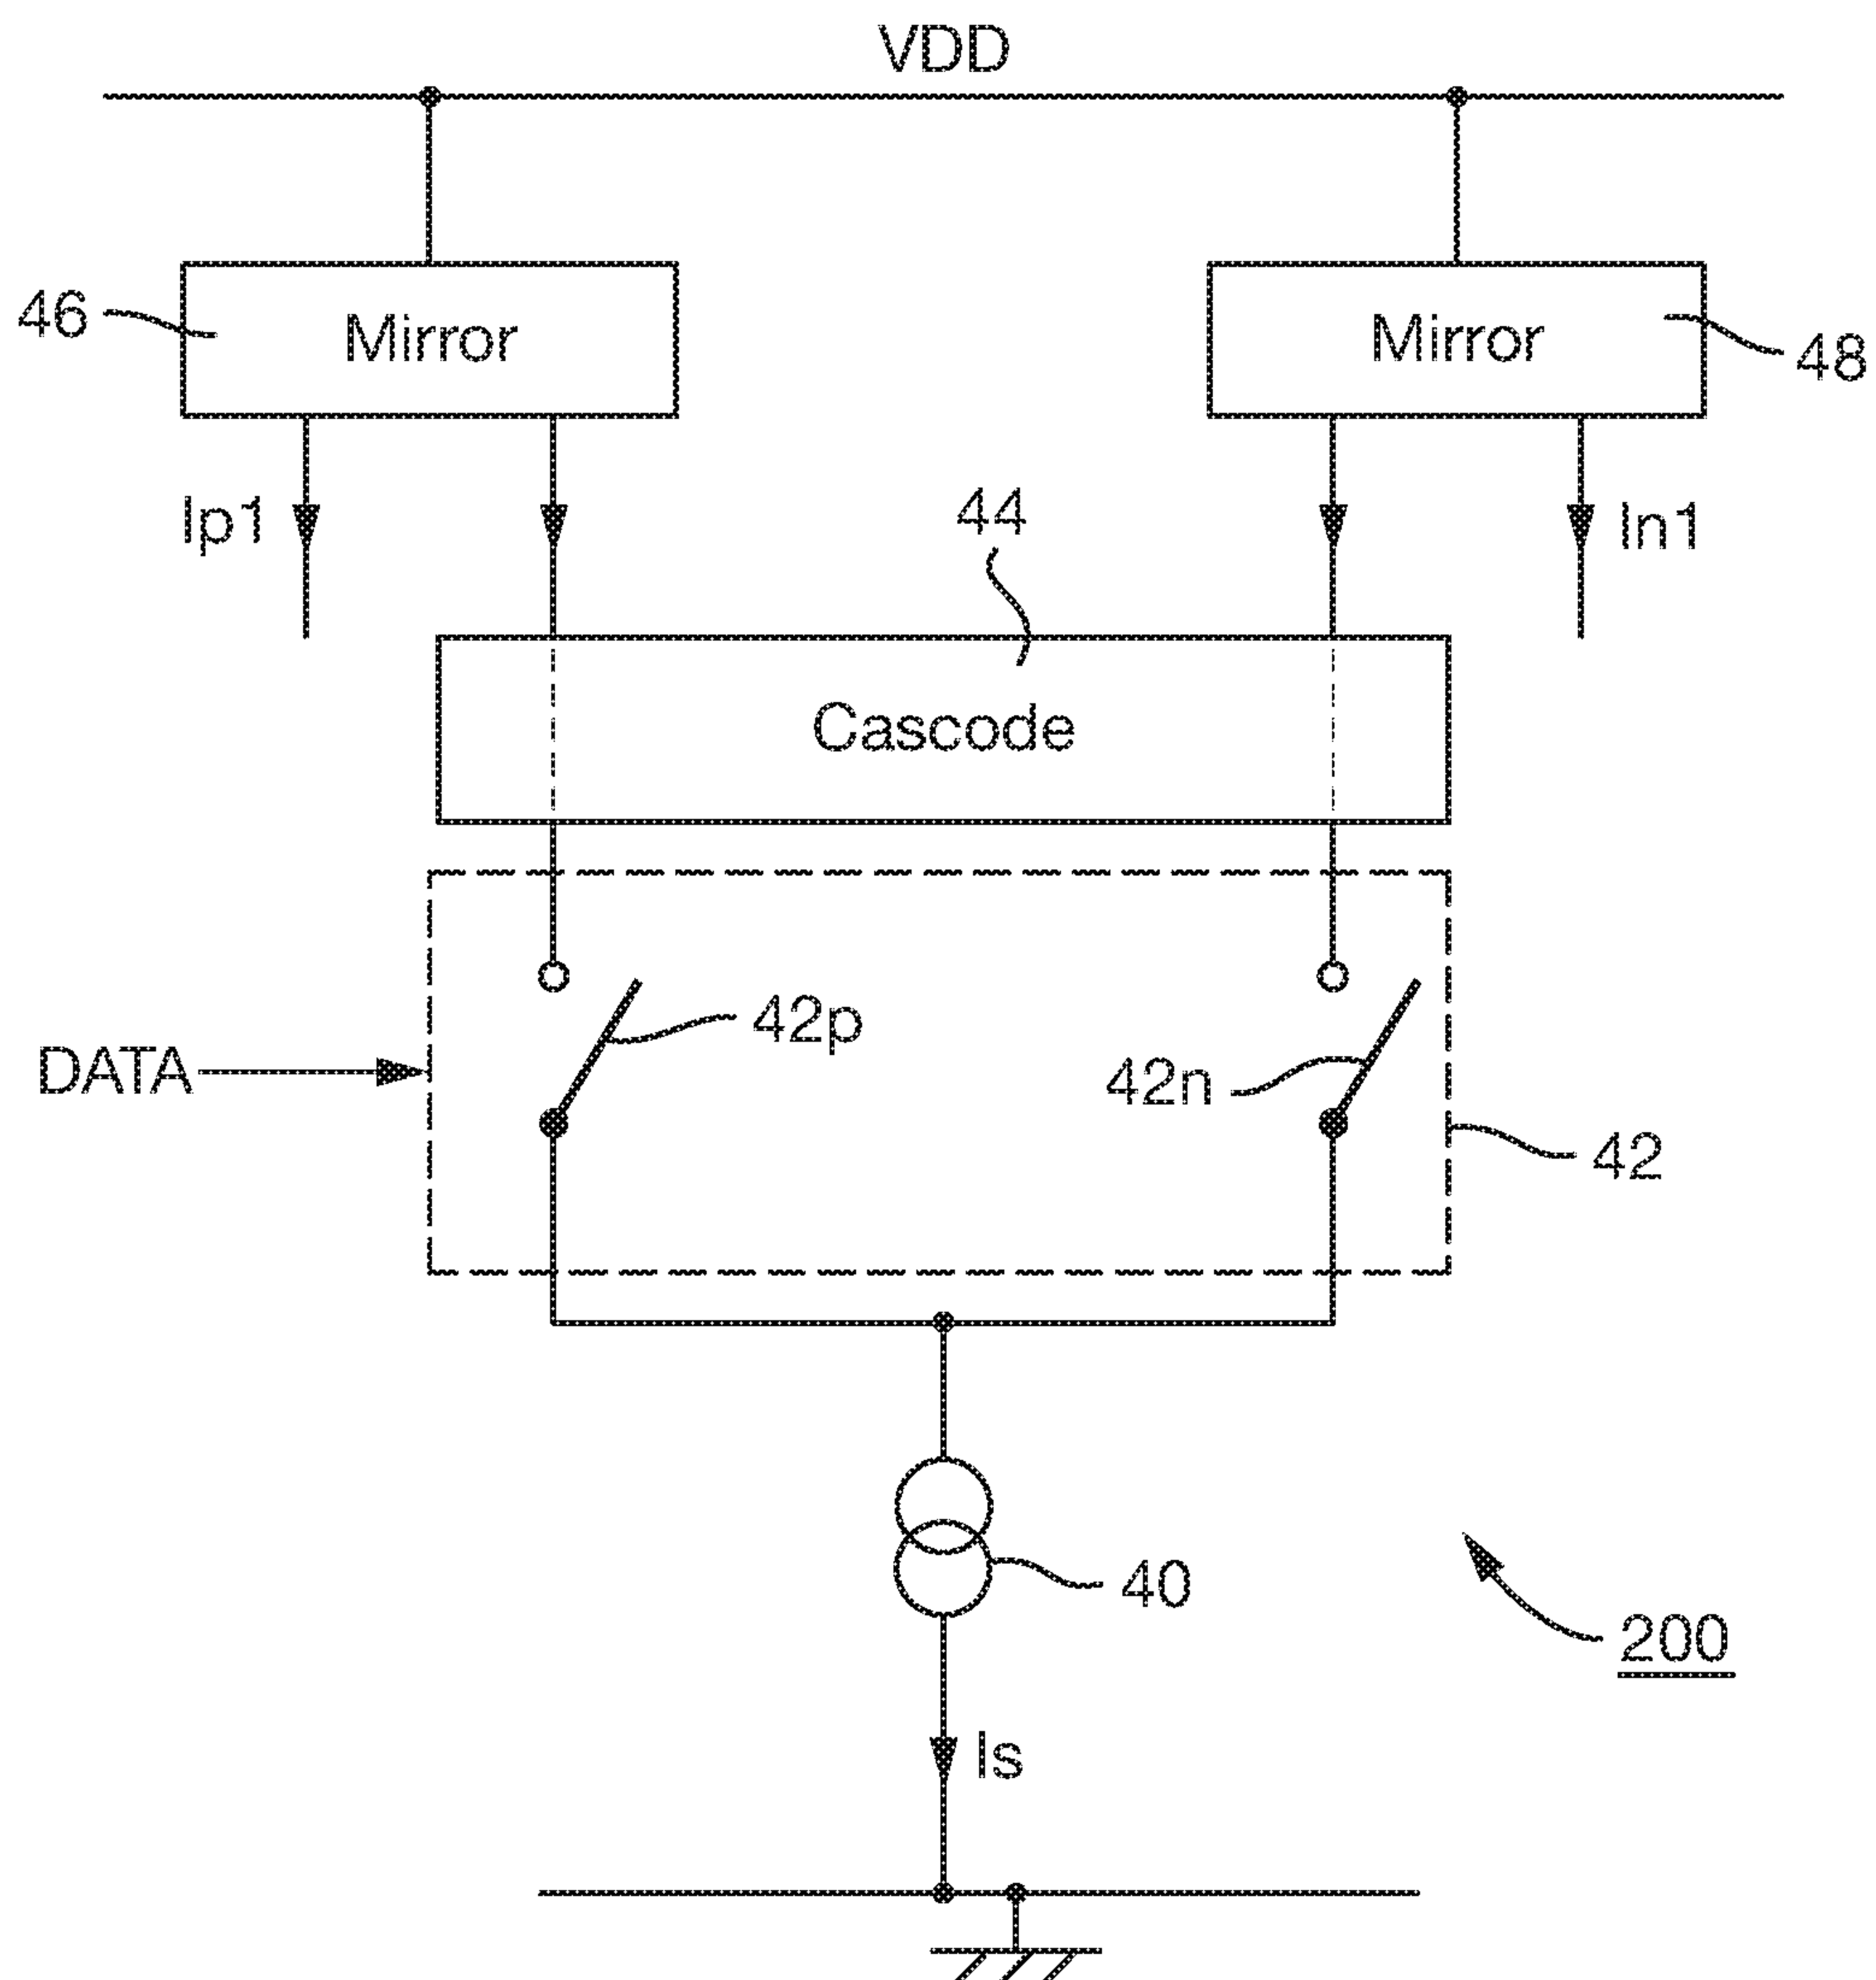 VDD
46
Mirror
Mirror
48
Ip1
44
In1
Cascode
42p
DATA
42n
42
40
200
Is